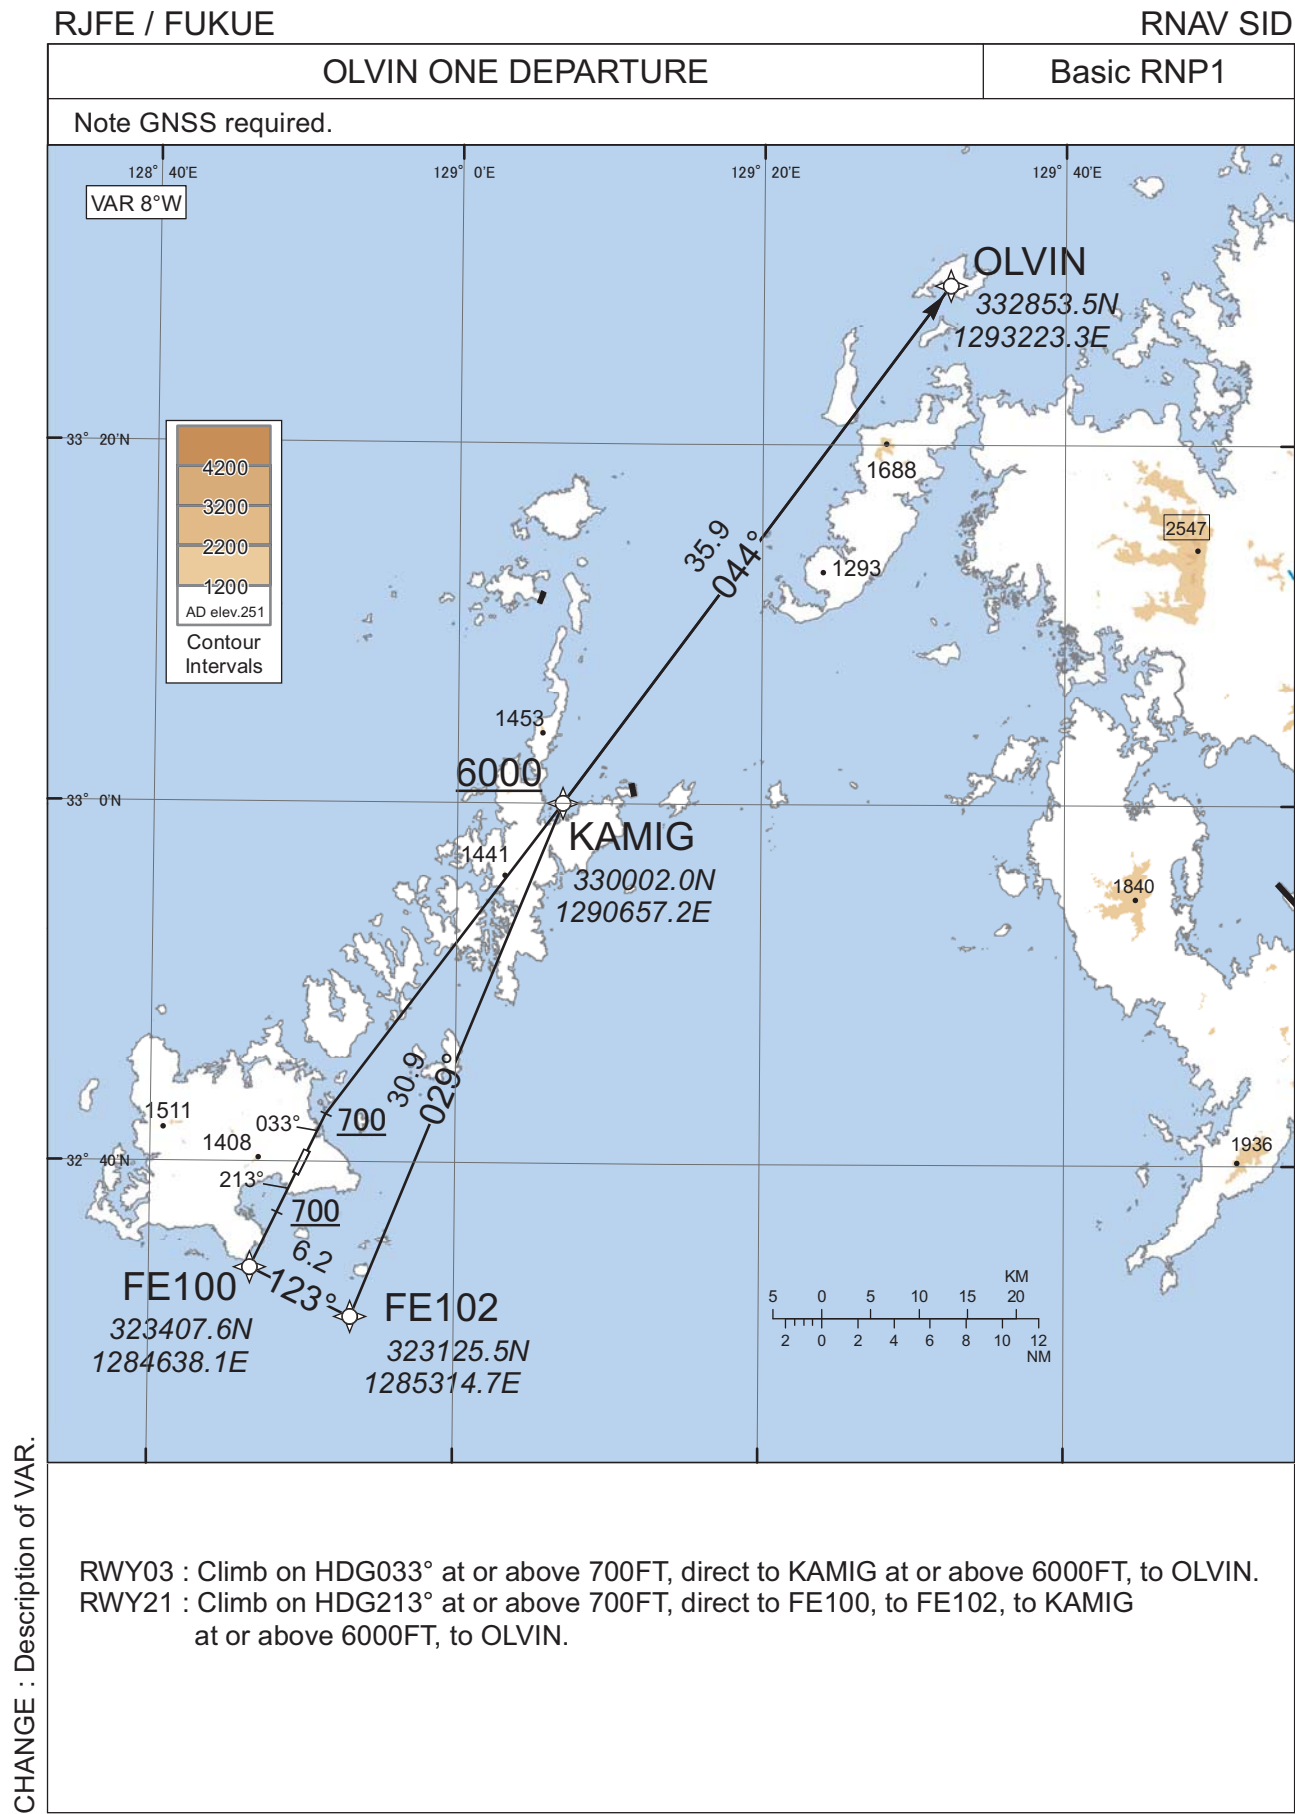 RJFE / FUKUE
RNAV SID
OLVIN ONE DEPARTURE
Basic RNP1
Note GNSS required.
128° 40'E
129° 0'E
129° 20'E
129° 40'E
VAR 8°W
OLVIN
332853.5N
1293223.3E
33° 20'N
4200
3200
2200
1200
AD elev.251
Contour
Intervals
1688
2547
35.9
044°
1293
1453
6000
33° 0'N
KAMIG
330002.0N
1290657.2E
1441
1840
30.9
029°
1511
033°
700
1408
1936
32° 40'N
213°
700
6.2
123°
FE100
323407.6N
1284638.1E
FE102
323125.5N
1285314.7E
KM
5 0 5 10 15 20
2 0 2 4 6 8 10 12
NM
RWY03 : Climb on HDG033° at or above 700FT, direct to KAMIG at or above 6000FT, to OLVIN.
RWY21 : Climb on HDG213° at or above 700FT, direct to FE100, to FE102, to KAMIG
at or above 6000FT, to OLVIN.
CHANGE : Description of VAR.